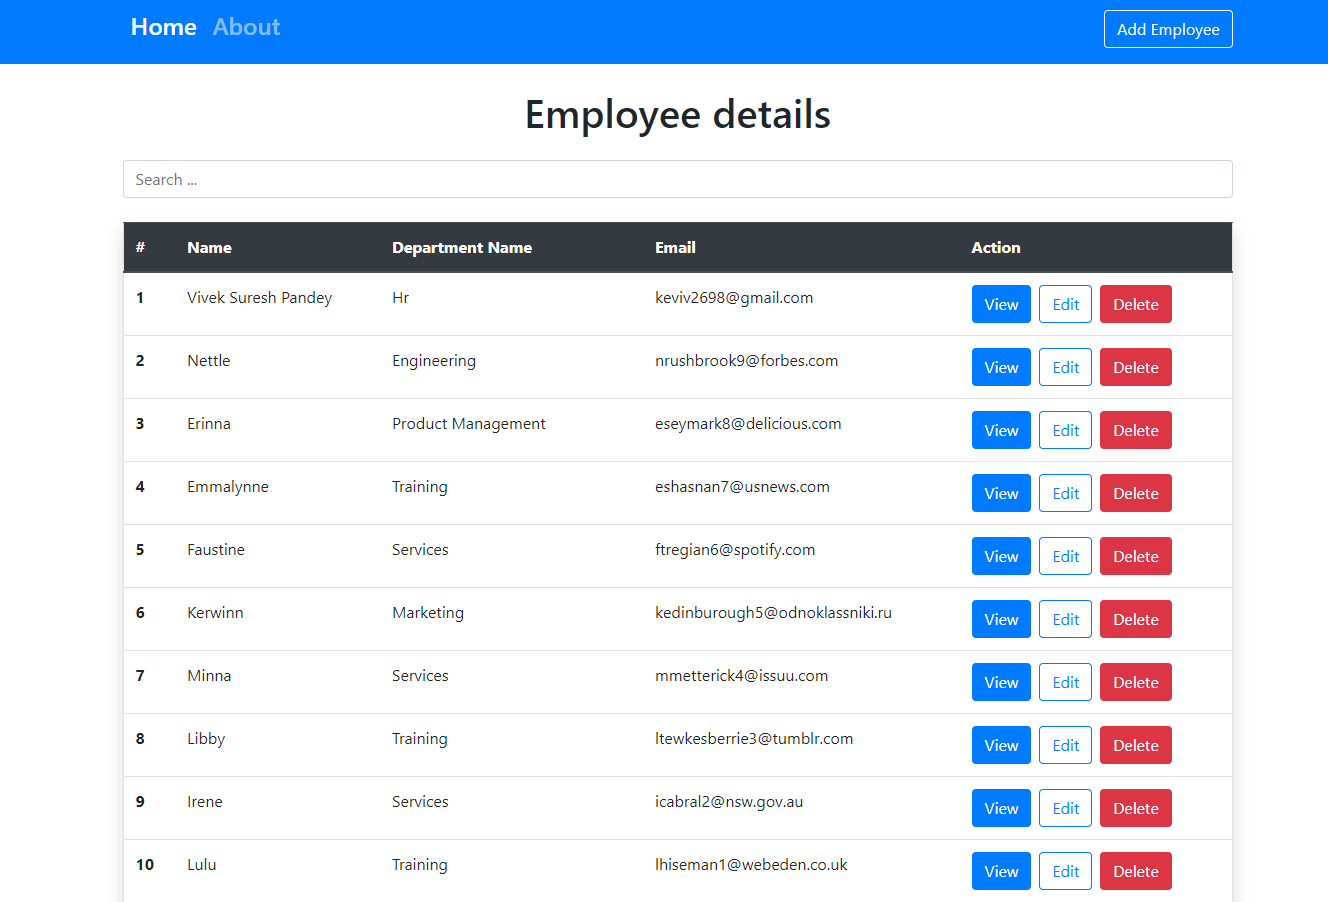 Home About Add Employee
Employee details
Search ...
# Name Department Name Email Action
1 Vivek Suresh Pandey Hr keviv2698@gmail.com View Edit Delete
2 Nettle Engineering nrushbrook9@forbes.com View Edit Delete
3 Erinna Product Management eseymark8@delicious.com View Edit Delete
4 Emmalynne Training eshasnan7@usnews.com View Edit Delete
5 Faustine Services ftregian6@spotify.com View Edit Delete
6 Kerwinn Marketing kedinburough5@odnoklassniki.ru View Edit Delete
7 Minna Services mmetterick4@issuu.com View Edit Delete
8 Libby Training ltewkesberrie3@tumblr.com View Edit Delete
9 Irene Services icabral2@nsw.gov.au View Edit Delete
10 Lulu Training lhiseman1@webeden.co.uk View Edit Delete